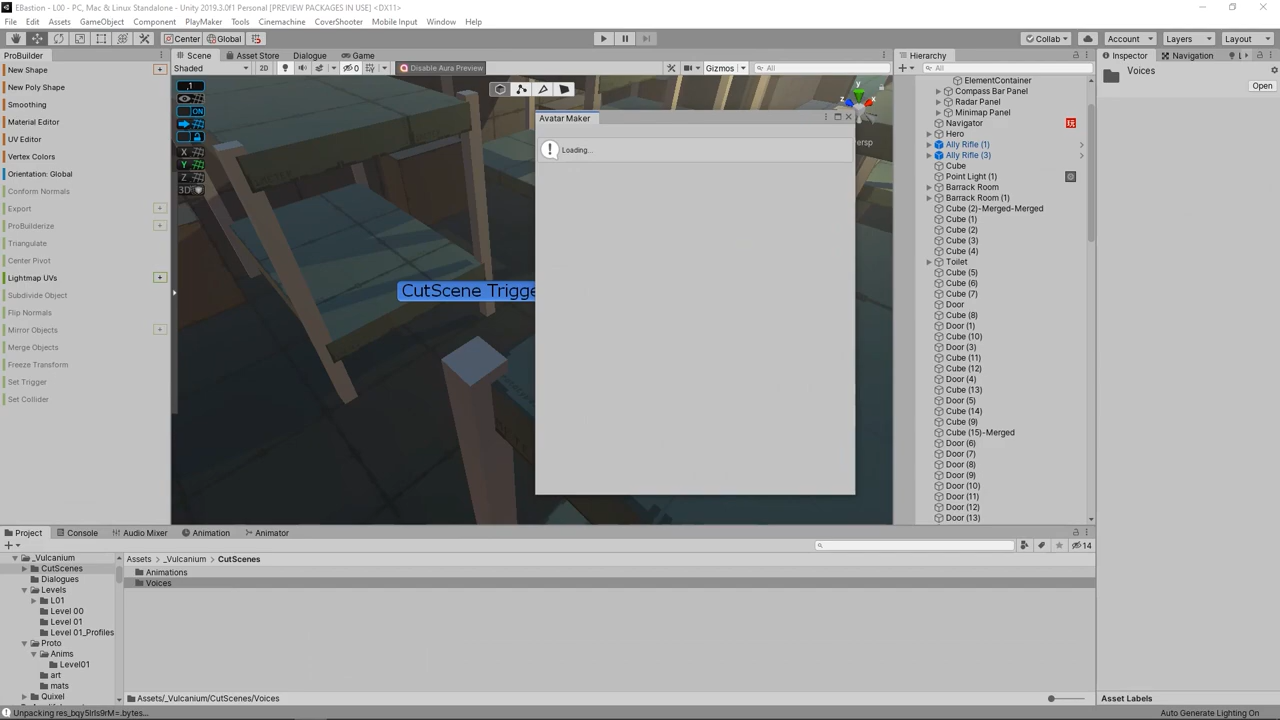 EBastion - L00 - PC, Mac & Linux Standalone - Unity 2019.3.0f1 Personal [PREVIEW PACKAGES IN USE] <DX11>
File Edit Assets GameObject Component PlayMaker Tools Cinemachine CoverShooter Mobile Input Window Help
Center Global Collab Account Layers Layout
ProBuilder
New Shape
New Poly Shape
Smoothing
Material Editor
UV Editor
Vertex Colors
Orientation: Global
Conform Normals
Export
ProBuilderize
Triangulate
Center Pivot
Lightmap UVs
Subdivide Object
Flip Normals
Mirror Objects
Merge Objects
Freeze Transform
Set Trigger
Set Collider
Scene Asset Store Dialogue Game
Shaded 2D 0 Disable Aura Preview Gizmos All
,1
ON
X
Y
Z
3D
y
x
z
Persp
CutScene Trigge
Avatar Maker
Loading...
Hierarchy
All
ElementContainer
Compass Bar Panel
Radar Panel
Minimap Panel
Navigator 玩
Hero
Ally Rifle (1)
Ally Rifle (3)
Cube
Point Light (1)
Barrack Room
Barrack Room (1)
Cube (2)-Merged-Merged
Cube (1)
Cube (2)
Cube (3)
Cube (4)
Toilet
Cube (5)
Cube (6)
Cube (7)
Door
Cube (8)
Door (1)
Cube (10)
Door (3)
Cube (11)
Cube (12)
Door (4)
Cube (13)
Door (5)
Cube (14)
Cube (9)
Cube (15)-Merged
Door (6)
Door (7)
Door (8)
Door (9)
Door (10)
Door (11)
Door (12)
Door (13)
Inspector Navigation L
Voices
Open
Asset Labels
Project Console Audio Mixer Animation Animator
14
_Vulcanium
CutScenes
Dialogues
Levels
L01
Level 00
Level 01
Level 01_Profiles
Proto
Anims
Level01
art
mats
Quixel
Assets > _Vulcanium > CutScenes
Animations
Voices
Assets/_Vulcanium/CutScenes/Voices
Auto Generate Lighting On